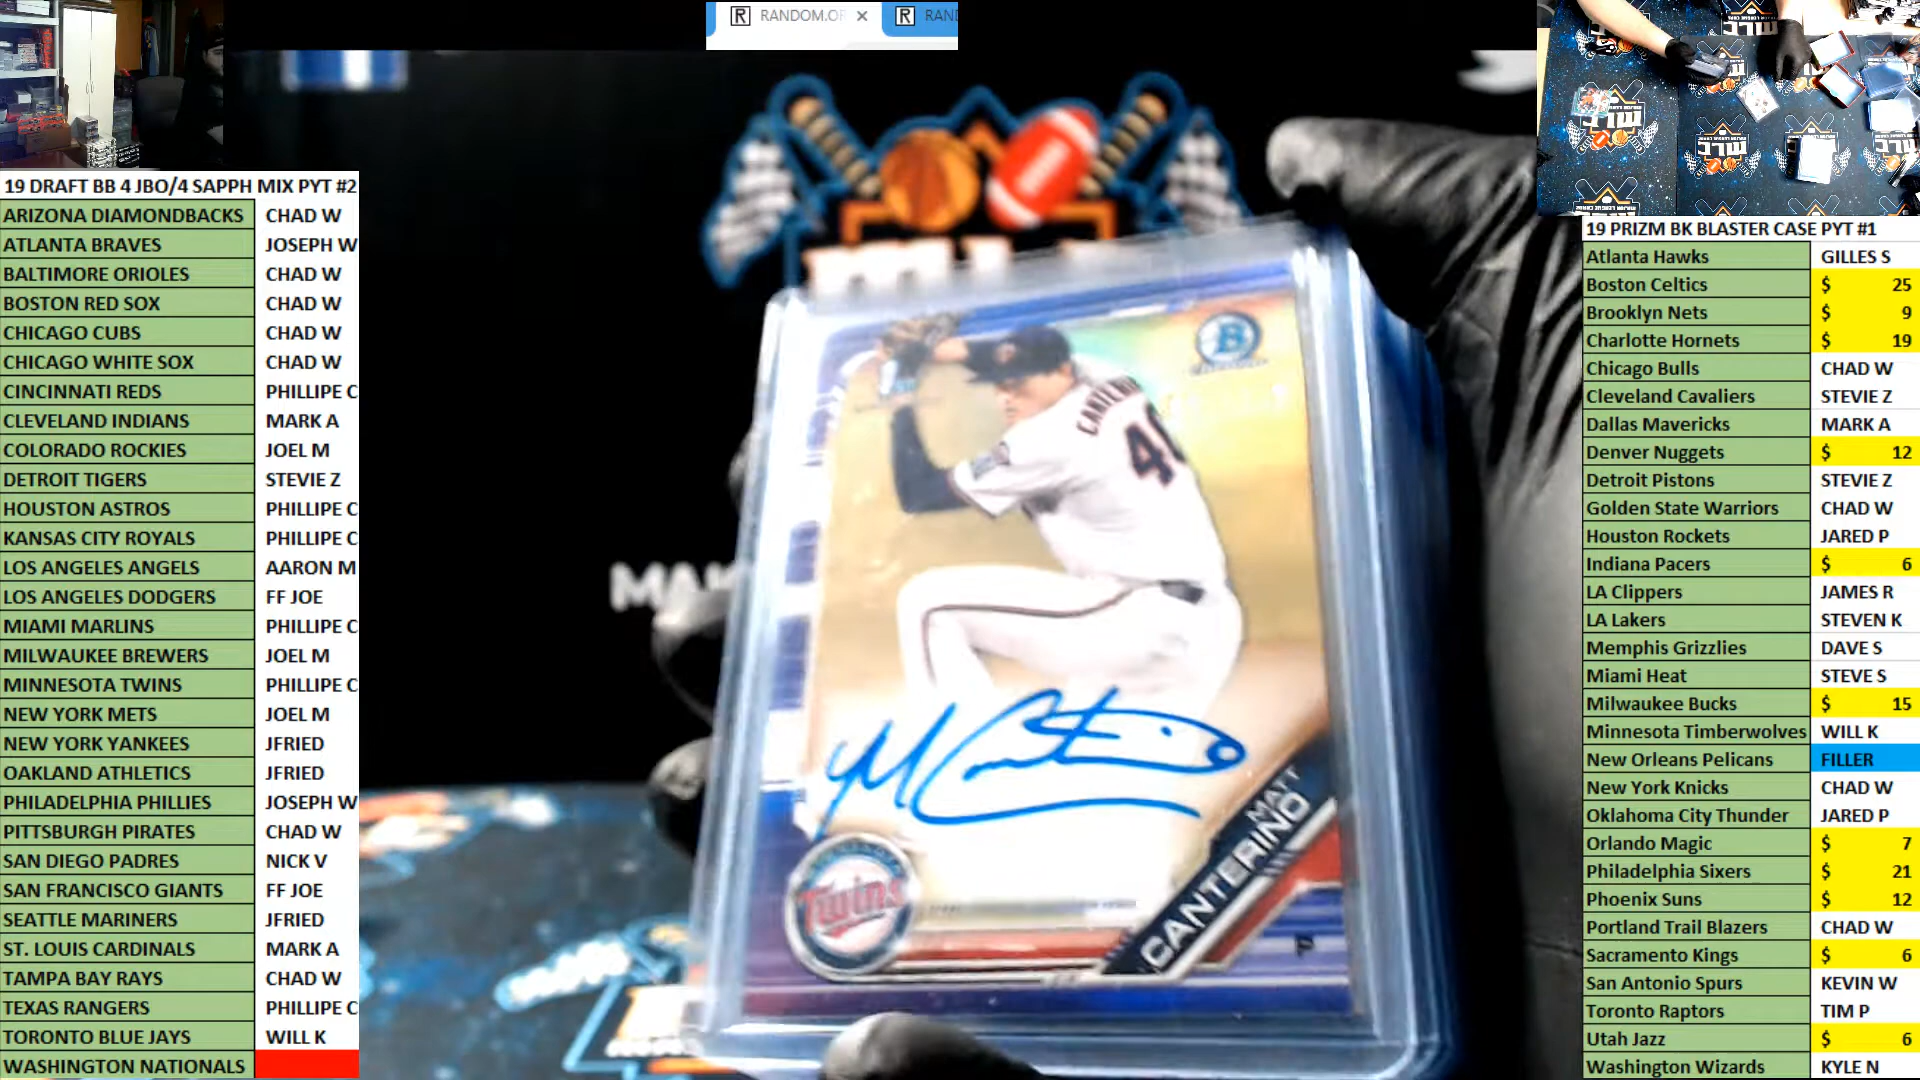 RANDOM.OR
RAND
19 DRAFT BB 4 JBO/4 SAPPH MIX PYT #2
ARIZONA DIAMONDBACKS CHAD W
ATLANTA BRAVES JOSEPH W
BALTIMORE ORIOLES CHAD W
BOSTON RED SOX CHAD W
CHICAGO CUBS CHAD W
CHICAGO WHITE SOX CHAD W
CINCINNATI REDS PHILLIPE C
CLEVELAND INDIANS MARK A
COLORADO ROCKIES JOEL M
DETROIT TIGERS STEVIE Z
HOUSTON ASTROS PHILLIPE C
KANSAS CITY ROYALS PHILLIPE C
LOS ANGELES ANGELS AARON M
LOS ANGELES DODGERS FF JOE
MIAMI MARLINS PHILLIPE C
MILWAUKEE BREWERS JOEL M
MINNESOTA TWINS PHILLIPE C
NEW YORK METS JOEL M
NEW YORK YANKEES JFRIED
OAKLAND ATHLETICS JFRIED
PHILADELPHIA PHILLIES JOSEPH W
PITTSBURGH PIRATES CHAD W
SAN DIEGO PADRES NICK V
SAN FRANCISCO GIANTS FF JOE
SEATTLE MARINERS JFRIED
ST. LOUIS CARDINALS MARK A
TAMPA BAY RAYS CHAD W
TEXAS RANGERS PHILLIPE C
TORONTO BLUE JAYS WILL K
WASHINGTON NATIONALS
MAK
B
Twins
MATT
CANTERINO
P
19 PRIZM BK BLASTER CASE PYT #1
Atlanta Hawks GILLES S
Boston Celtics $ 25
Brooklyn Nets $ 9
Charlotte Hornets $ 19
Chicago Bulls CHAD W
Cleveland Cavaliers STEVIE Z
Dallas Mavericks MARK A
Denver Nuggets $ 12
Detroit Pistons STEVIE Z
Golden State Warriors CHAD W
Houston Rockets JARED P
Indiana Pacers $ 6
LA Clippers JAMES R
LA Lakers STEVEN K
Memphis Grizzlies DAVE S
Miami Heat STEVE S
Milwaukee Bucks $ 15
Minnesota Timberwolves WILL K
New Orleans Pelicans FILLER
New York Knicks CHAD W
Oklahoma City Thunder JARED P
Orlando Magic $ 7
Philadelphia Sixers $ 21
Phoenix Suns $ 12
Portland Trail Blazers CHAD W
Sacramento Kings $ 6
San Antonio Spurs KEVIN W
Toronto Raptors TIM P
Utah Jazz $ 6
Washington Wizards KYLE N